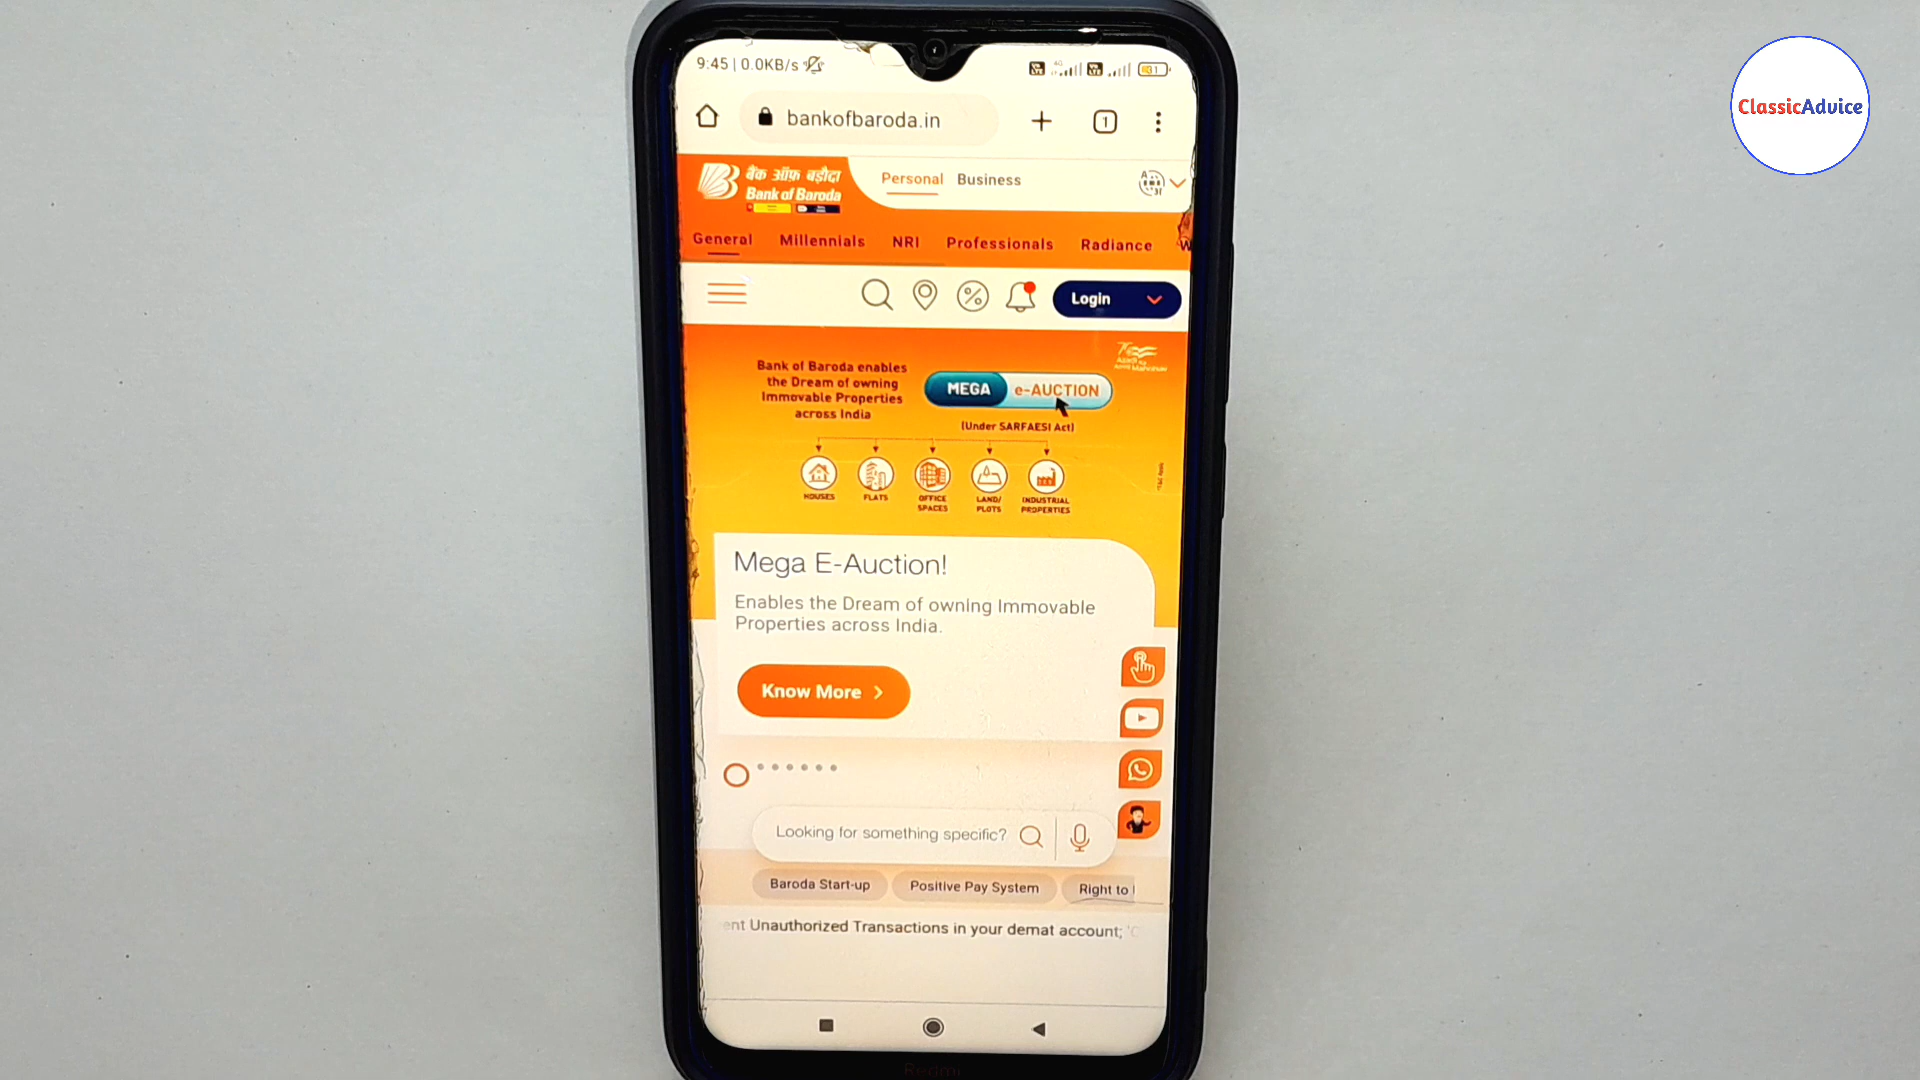 ClassicAdvice
9:45 | 0.0KB/s
4G
31
bankofbaroda.in
1
बैंक ऑफ़ बड़ौदा
Bank of Baroda
Personal Business
General Millennials NRI Professionals Radiance W
Login
Bank of Baroda enables
the Dream of owning
Immovable Properties
across India
MEGA e-AUCTION
(Under SARFAESI Act)
HOUSES
FLATS
OFFICE
SPACES
LAND/
PLOTS
INDUSTRIAL
PROPERTIES
Mega E-Auction!
Enables the Dream of owning Immovable
Properties across India.
Know More
Looking for something specific?
Baroda Start-up Positive Pay System Right to
ent Unauthorized Transactions in your demat account;
Redmi